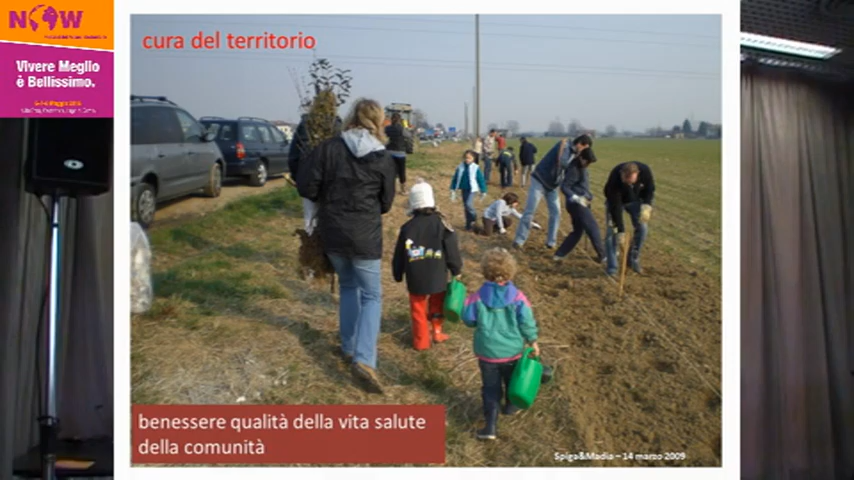 NOW
Vivere Meglio
è Bellissimo.
cura del territorio
benessere qualità della vita salute
della comunità
Spiga&Madia – 14 marzo 2009